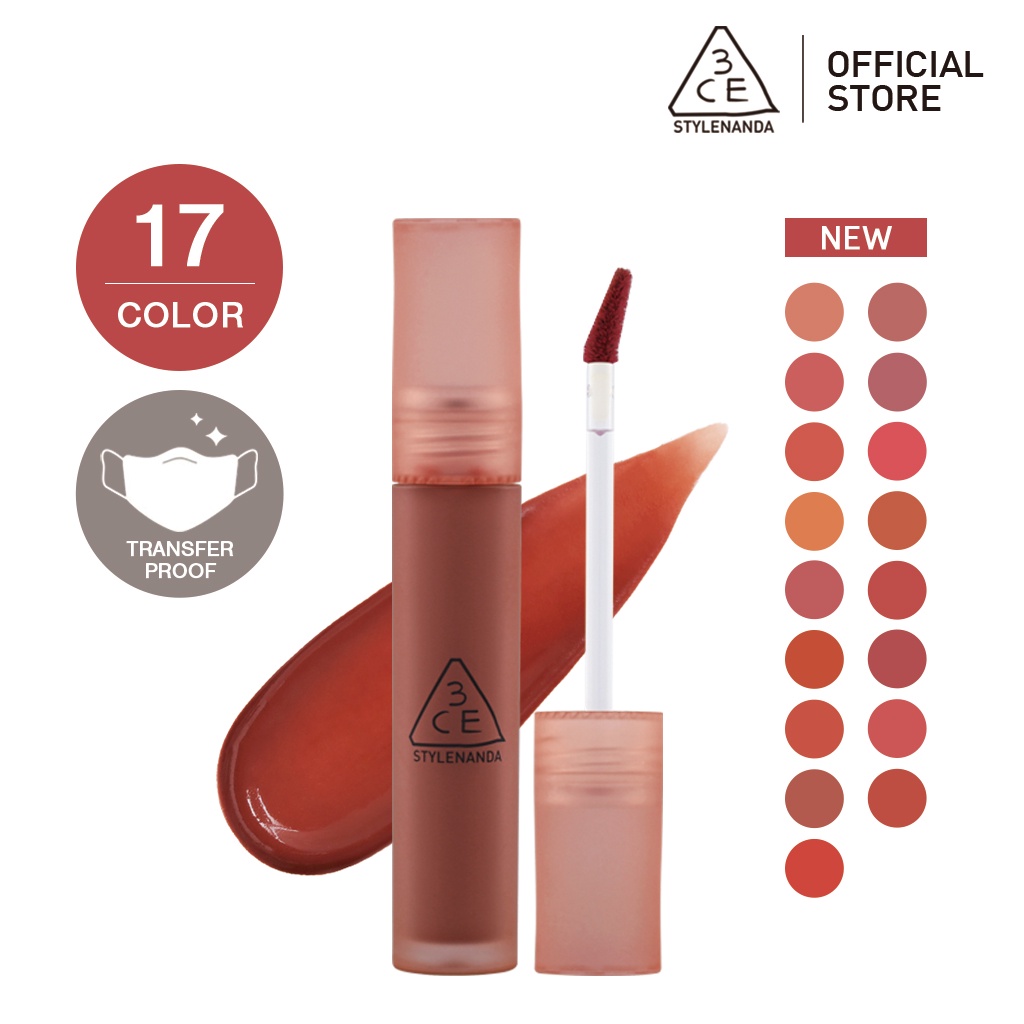 3
CE
STYLENANDA
OFFICIAL
STORE
17
COLOR
TRANSFER
PROOF
NEW
3
CE
STYLENANDA